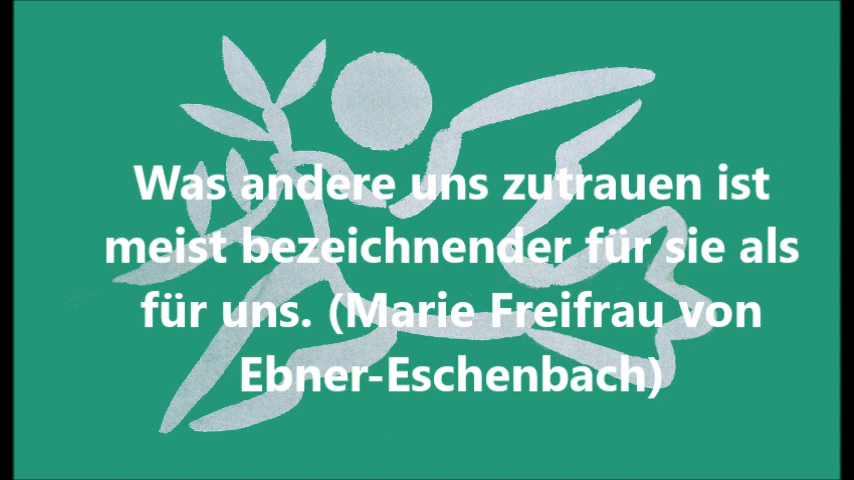 Was andere uns zutrauen ist
meist bezeichnender für sie als
für uns. (Marie Freifrau von
Ebner-Eschenbach)